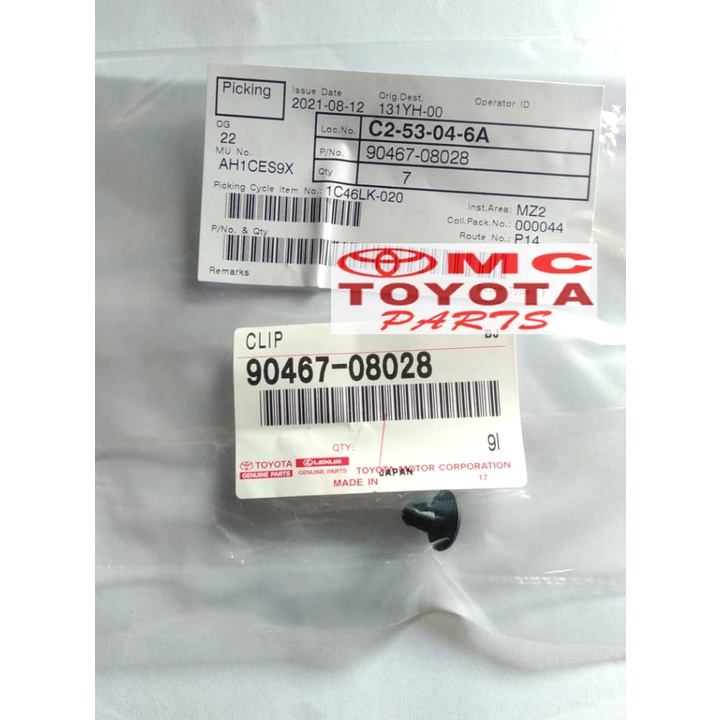 Picking
Issue Date
2021-08-12
Orig.Dest.
131YH-00
Operator ID
OG
22
Loc.No. C2-53-04-6A
MU No.
AH1CES9X
P/No. 90467-08028
Qty 7
Picking Cycle Item No.: 1C46LK-020
Inst.Area: MZ2
Coll.Pack.No.: 000044
Route No.: P14
P/No. & Qty
Remarks
OMC
TOYOTA
PARTS
CLIP
BJ
90467-08028
QTY:
9I
TOYOTA
GENUINE PARTS
LEXUS
GENUINE PARTS
TOYOTA MOTOR CORPORATION
MADE IN JAPAN
17